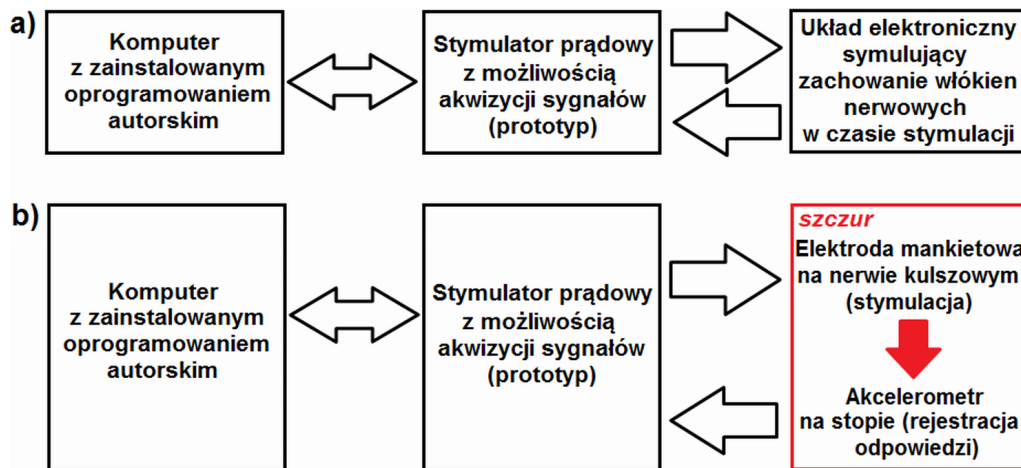 a)
Komputer
z zainstalowanym
oprogramowaniem
autorskim
Stymulator prądowy
z możliwością
akwizycji sygnałów
(prototyp)
Układ elektroniczny
symulujący
zachowanie włókien
nerwowych
w czasie stymulacji
b)
Komputer
z zainstalowanym
oprogramowaniem
autorskim
Stymulator prądowy
z możliwością
akwizycji sygnałów
(prototyp)
szczur
Elektroda mankietowa
na nerwie kulszowym
(stymulacja)
Akcelerometr
na stopie (rejestracja
odpowiedzi)